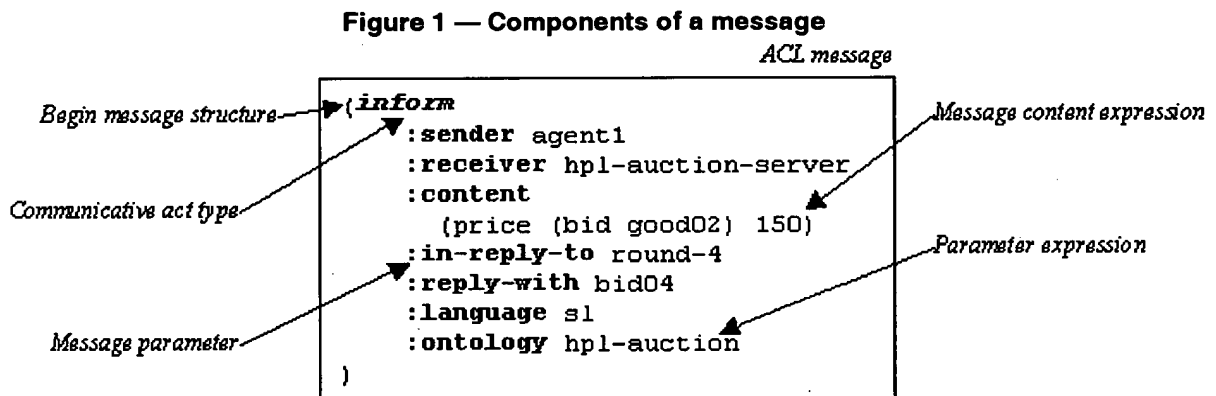 Figure 1 — Components of a message
ACL message
Begin message structure
(inform
Message content expression
:sender agent1
:receiver hpl-auction-server
:content
Communicative act type
(price (bid good02) 150)
Parameter expression
:in-reply-to round-4
:reply-with bid04
:language sl
Message parameter
:ontology hpl-auction
)